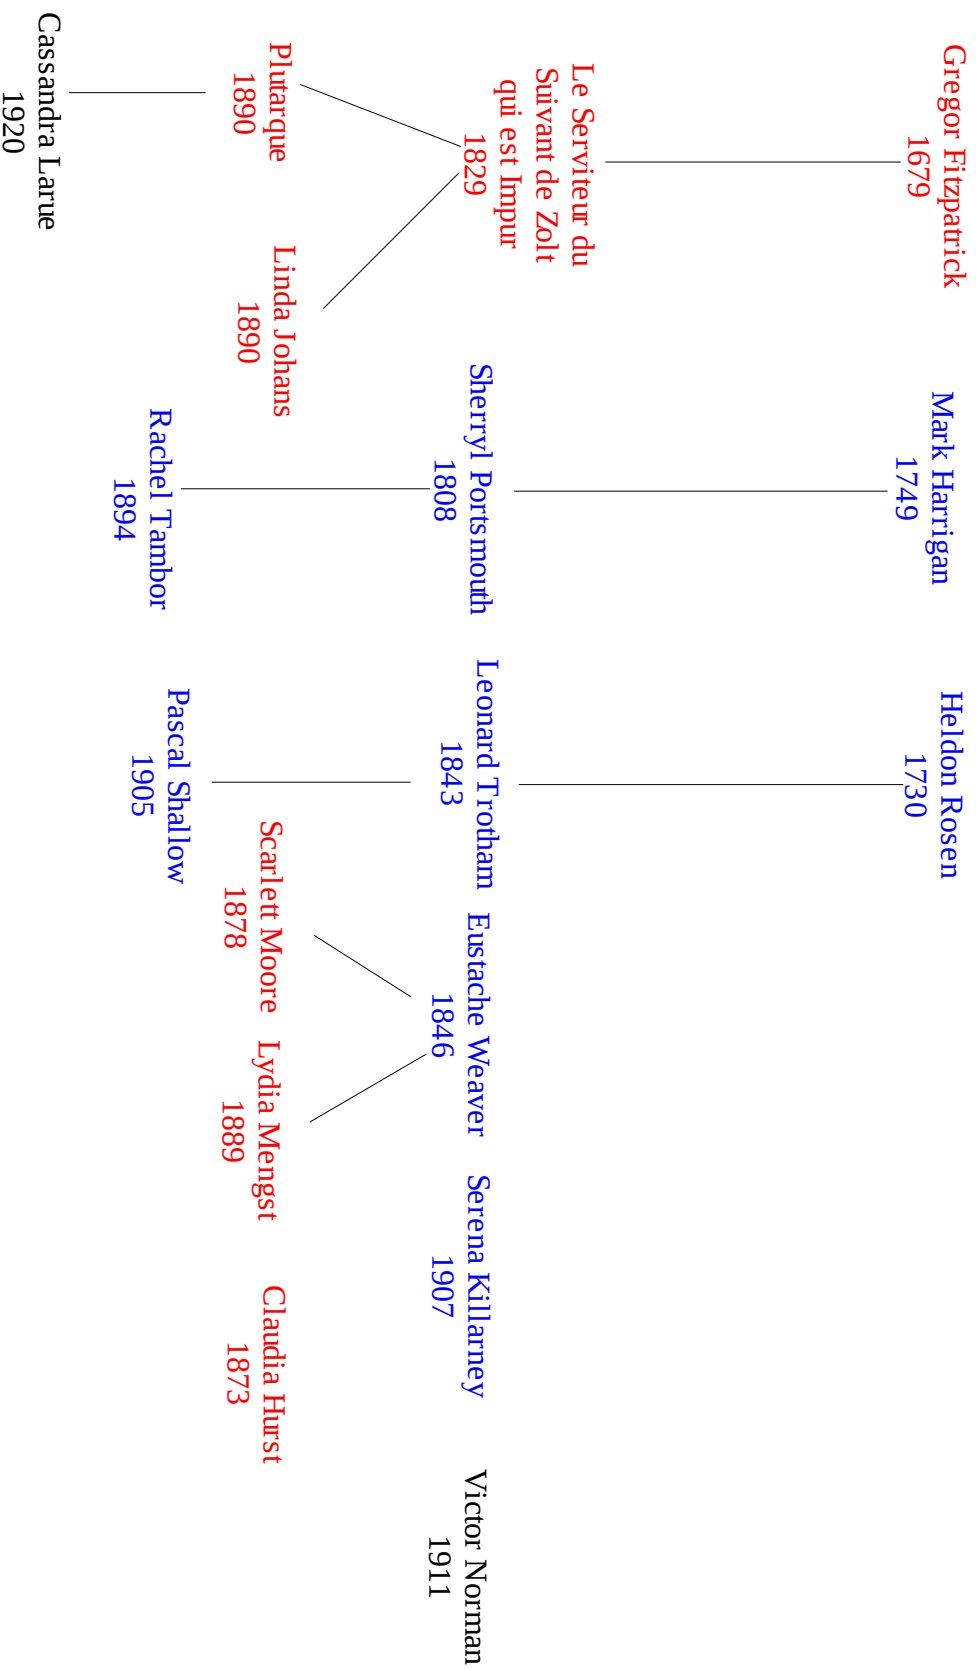 Gregor Fitzpatrick
1679
Mark Harrigan
1749
Heldon Rosen
1730
Le Serviteur du
Suivant de Zolt
qui est Impur
1829
Sherryl Portsmouth
1808
Leonard Trotham
1843
Eustache Weaver
1846
Serena Killarney
1907
Victor Norman
1911
Plutarque
1890
Linda Johans
1890
Rachel Tambor
1894
Pascal Shallow
1905
Scarlett Moore
1878
Lydia Mengst
1889
Claudia Hurst
1873
Cassandra Larue
1920